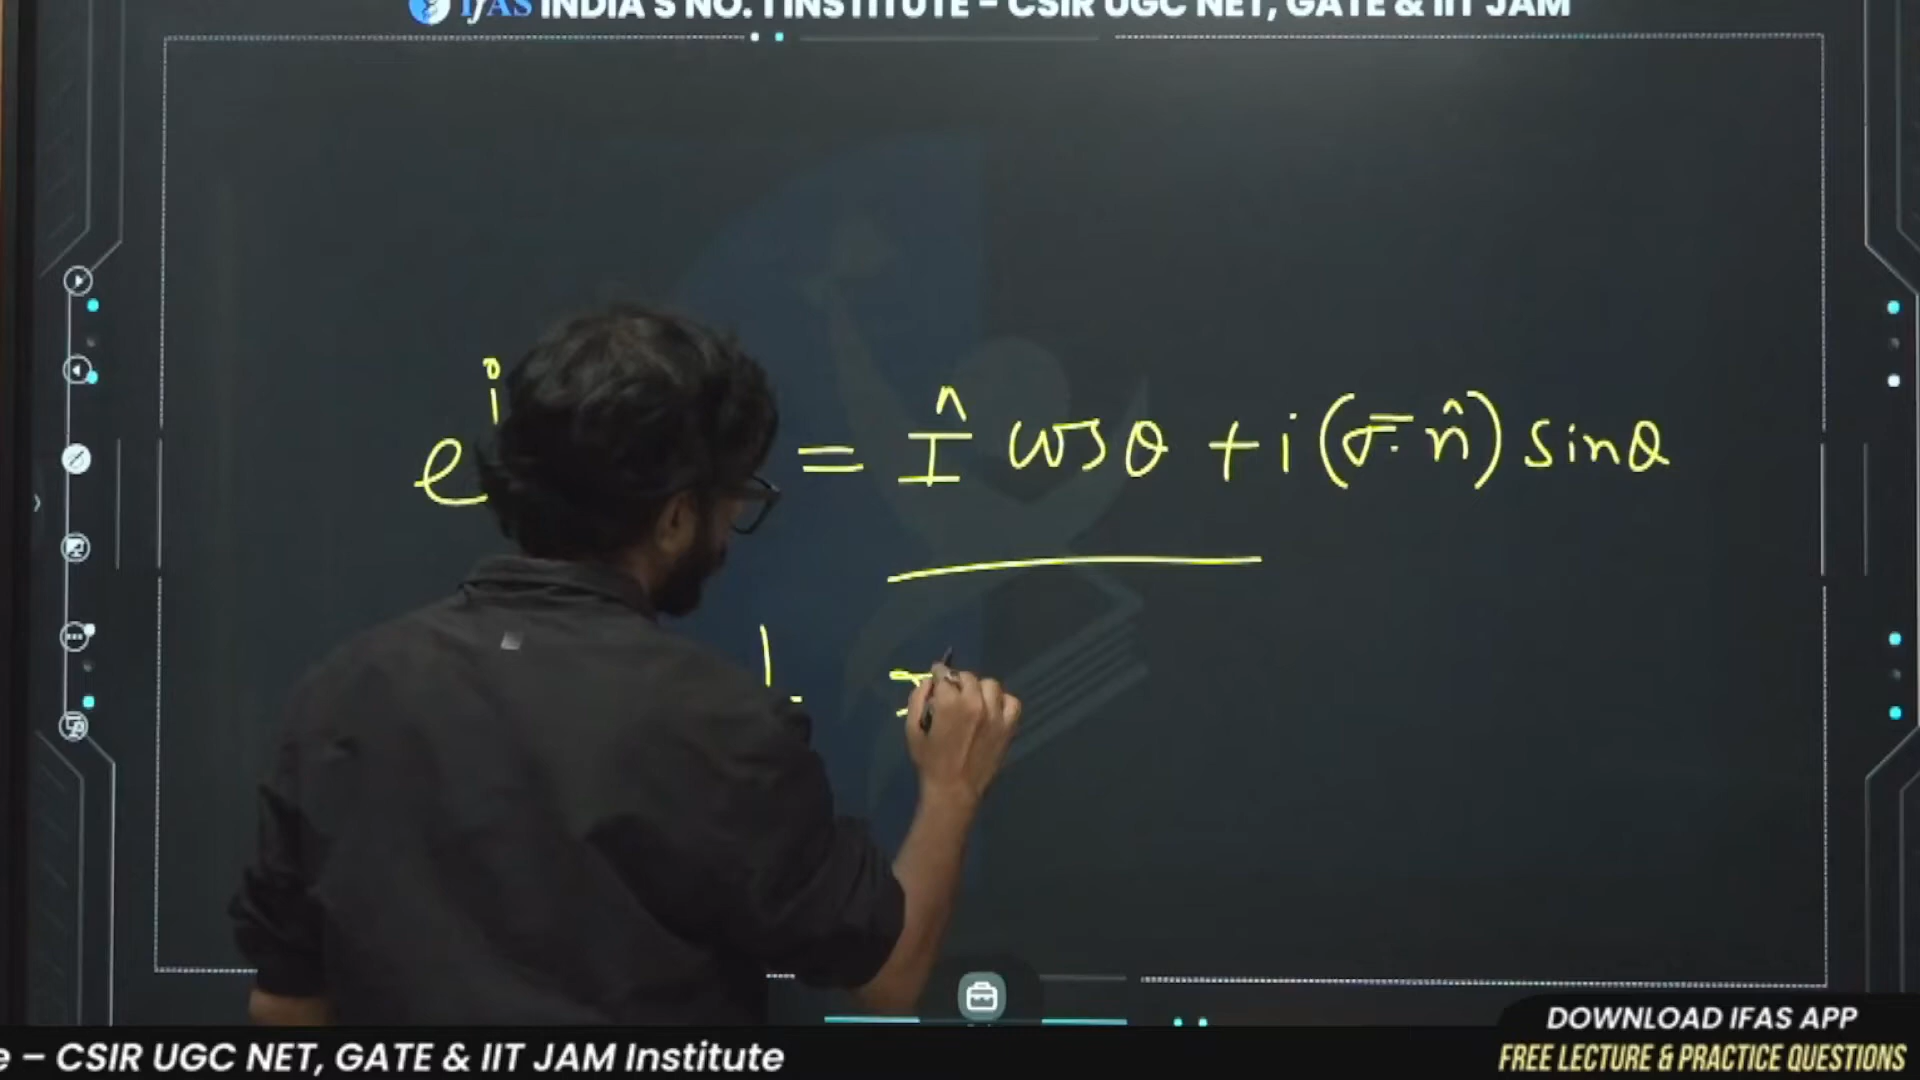 IfAS INDIA'S NO. 1 INSTITUTE – CSIR UGC NET, GATE & IIT JAM
e^i = Î cosθ + i (σ̄·n̂) sinθ
1.
e – CSIR UGC NET, GATE & IIT JAM Institute
DOWNLOAD IFAS APP
FREE LECTURE & PRACTICE QUESTIONS